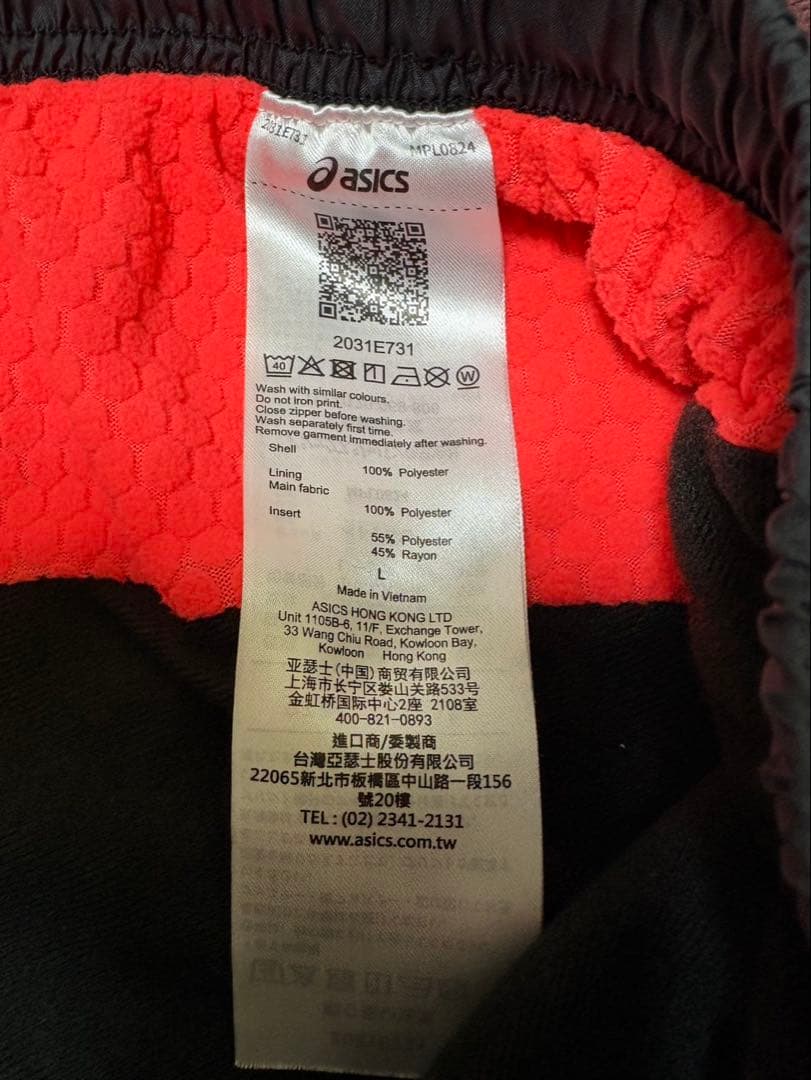 2031E731
MPL0824
asics
2031E731
40
W
Wash with similar colours.
Do not iron print.
Close zipper before washing.
Wash separately first time.
Remove garment immediately after washing.
Shell
100% Polyester
Lining
Main fabric
100% Polyester
Insert
55% Polyester
45% Rayon
L
Made in Vietnam
ASICS HONG KONG LTD
Unit 1105B-6, 11/F, Exchange Tower,
33 Wang Chiu Road, Kowloon Bay,
Kowloon Hong Kong
亚瑟士(中国)商贸有限公司
上海市长宁区娄山关路533号
金虹桥国际中心2座 2108室
400-821-0893
進口商/委製商
台灣亞瑟士股份有限公司
22065新北市板橋區中山路一段156
號20樓
TEL: (02) 2341-2131
www.asics.com.tw